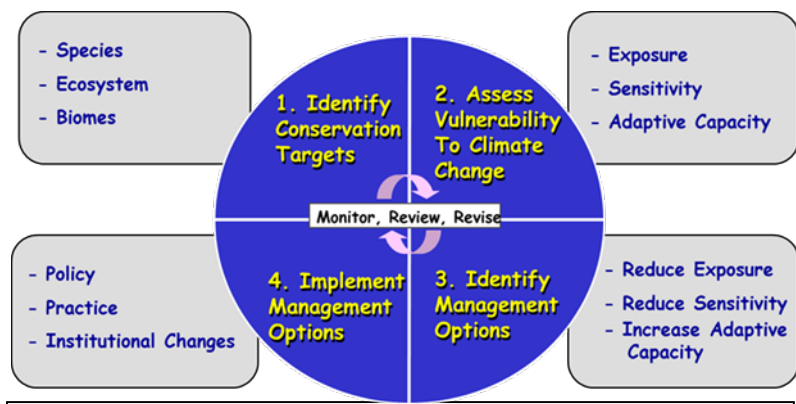 - Species
- Ecosystem
- Biomes
1. Identify
Conservation
Targets
2. Assess
Vulnerability
To Climate
Change
- Exposure
- Sensitivity
- Adaptive Capacity
Monitor, Review, Revise
- Policy
- Practice
- Institutional Changes
4. Implement
Management
Options
3. Identify
Management
Options
- Reduce Exposure
- Reduce Sensitivity
- Increase Adaptive
Capacity